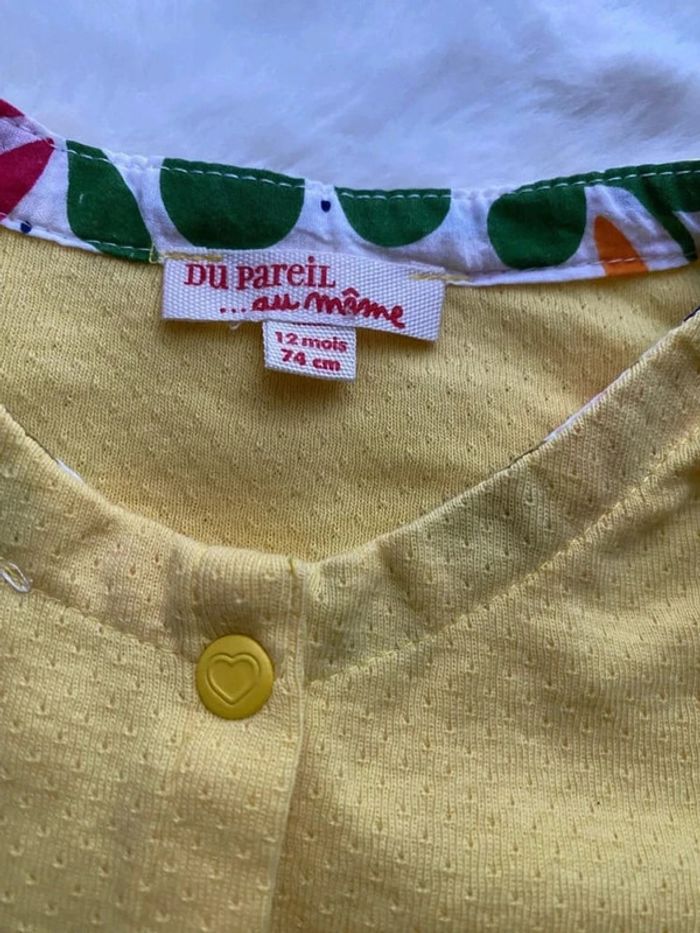 DU PAREIL
...au même
12 mois
74 cm